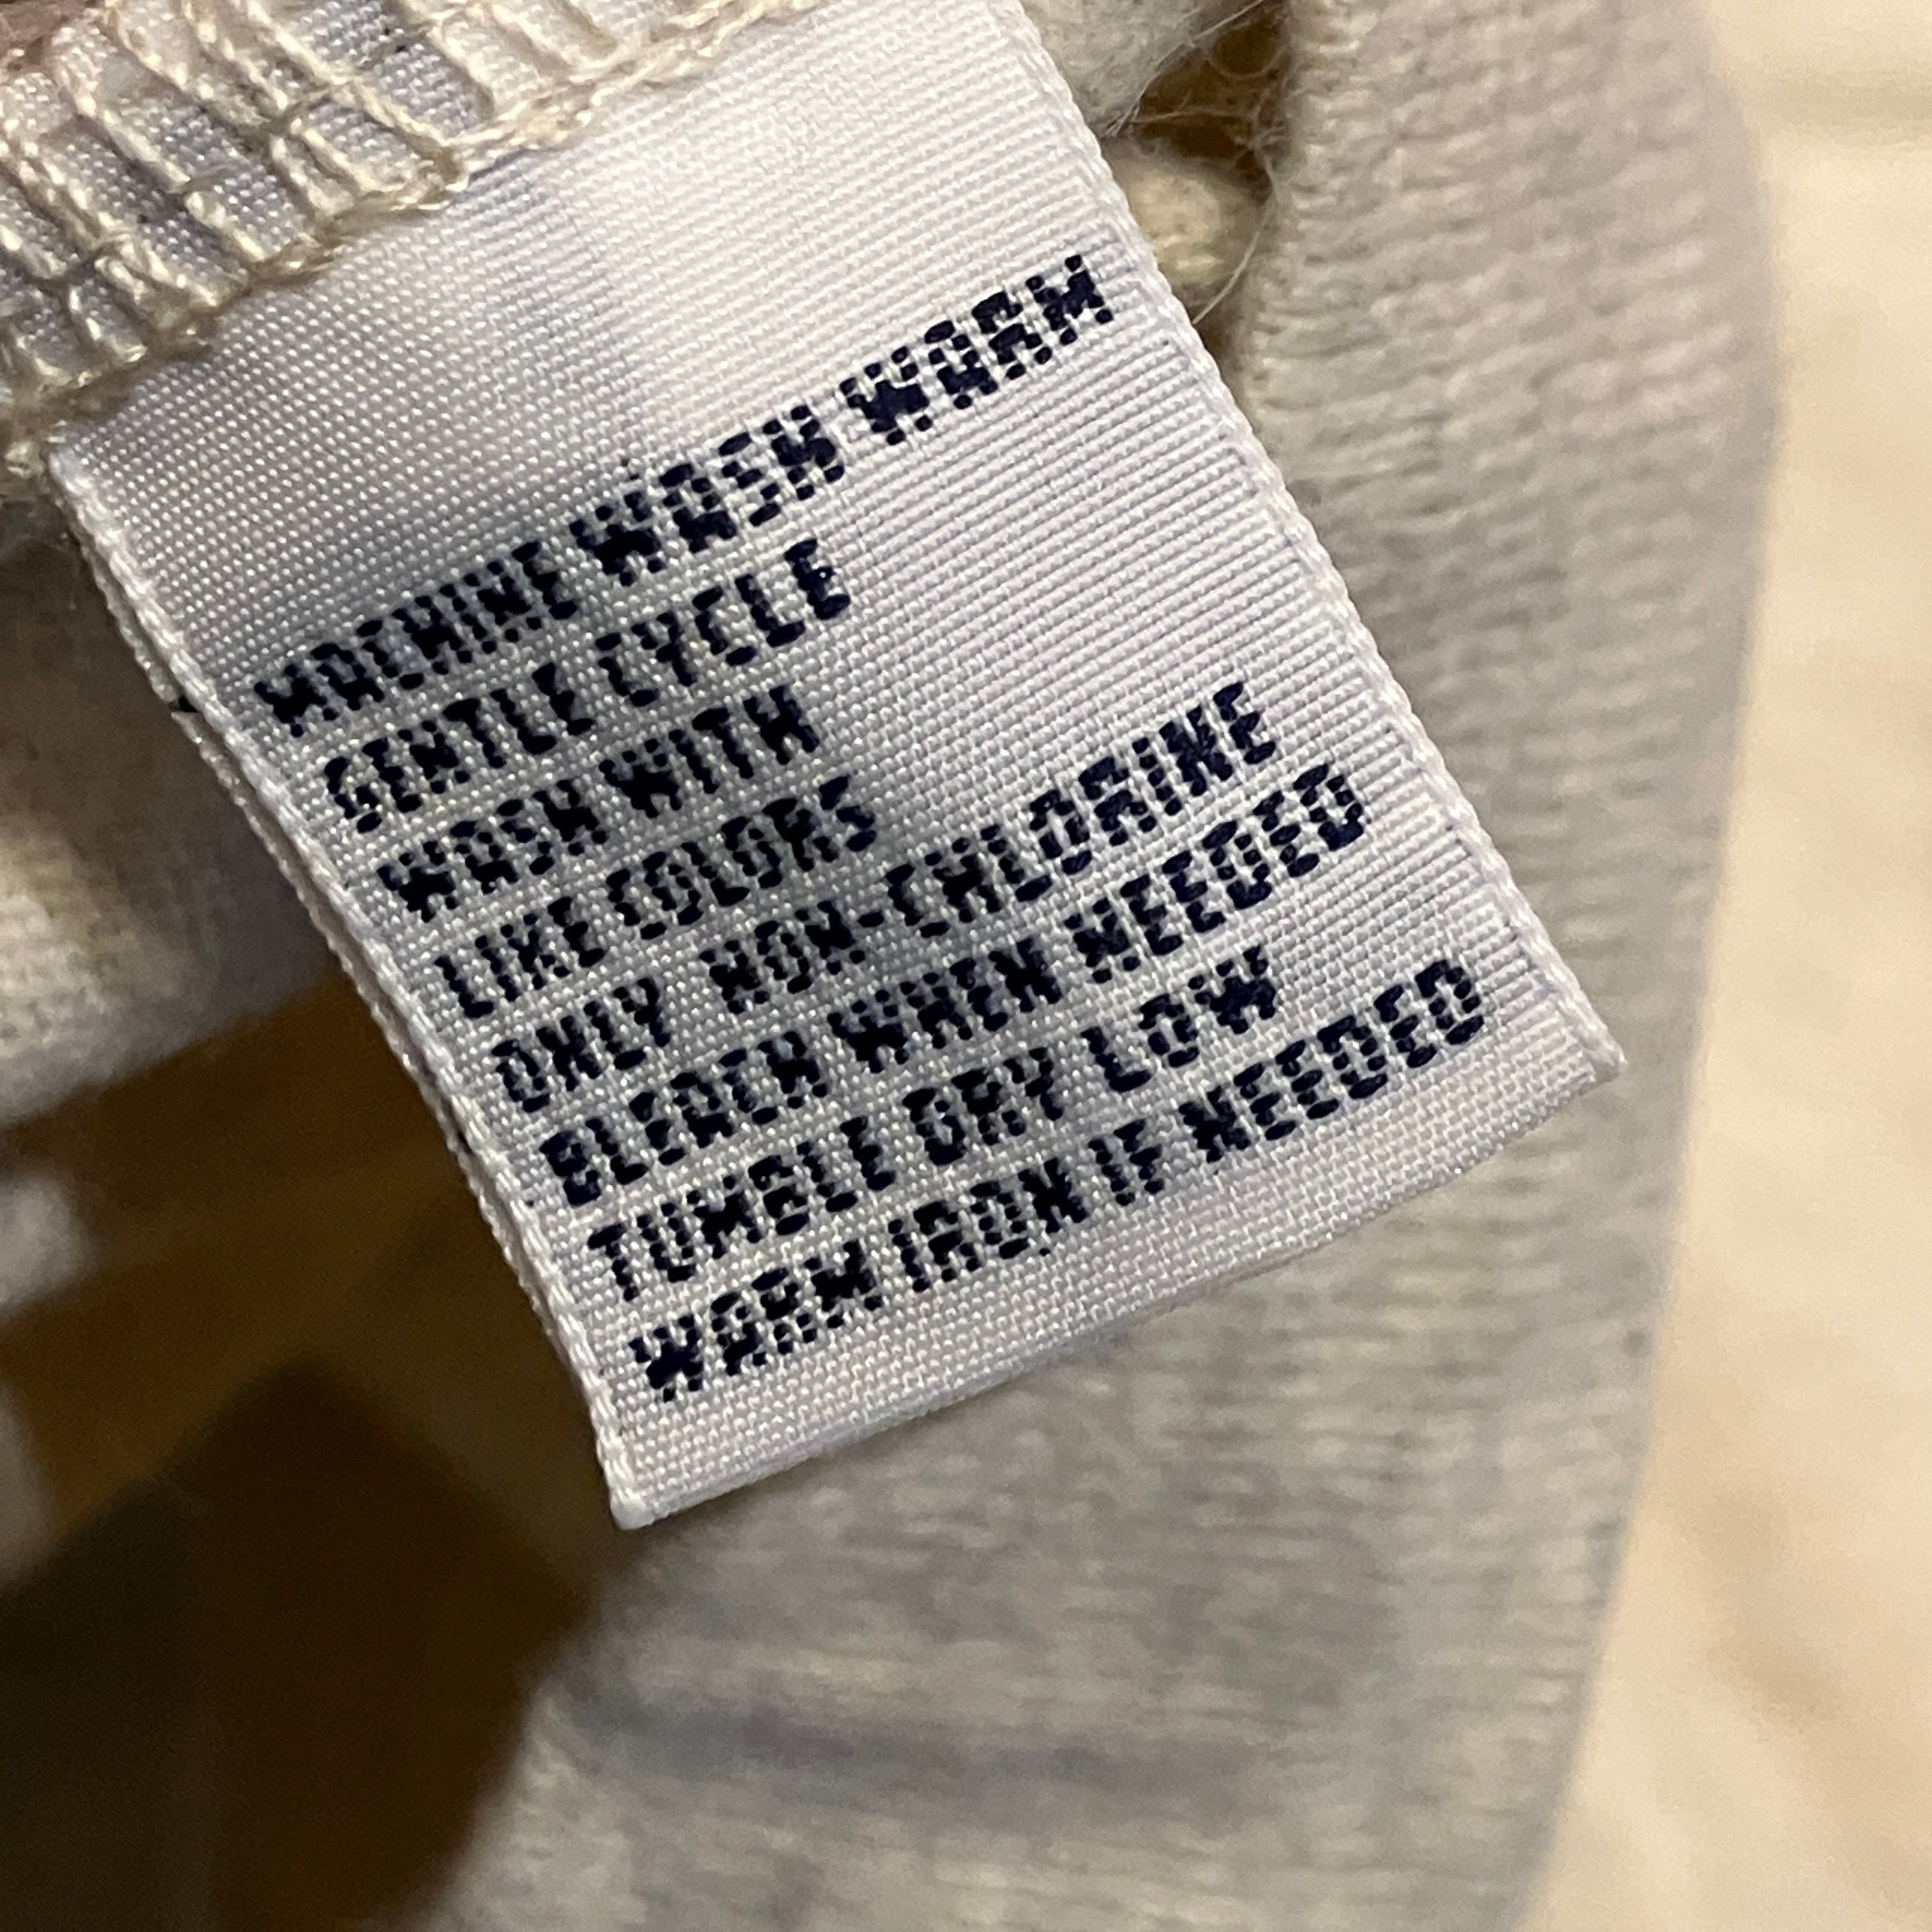 MACHINE WASH WARM
GENTLE CYCLE
WASH WITH
LIKE COLORS
ONLY NON-CHLORINE
BLEACH WHEN NEEDED
TUMBLE DRY LOW
WARM IRON IF NEEDED